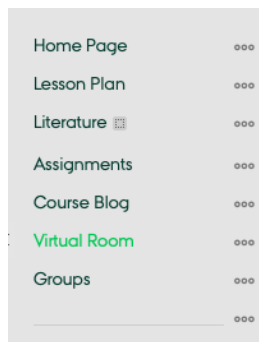 Home Page
Lesson Plan
Literature
Assignments
Course Blog
Virtual Room
Groups